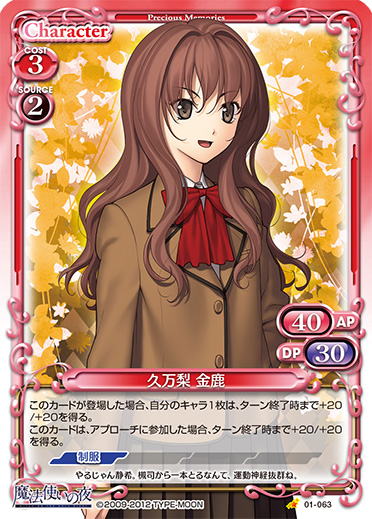 Precious Memories
Character
COST
3
SOURCE
2
40 AP
DP 30
久万梨 金鹿
このカードが登場した場合、自分のキャラ1枚は、ターン終了時まで+20
/+20を得る。
このカードは、アプローチに参加した場合、ターン終了時まで+20/+20
を得る。
制服
やるじゃん静希。槻司から一本とるなんて、運動神経抜群ね。
魔法使いの夜
©2009-2012 TYPE-MOON
01-063